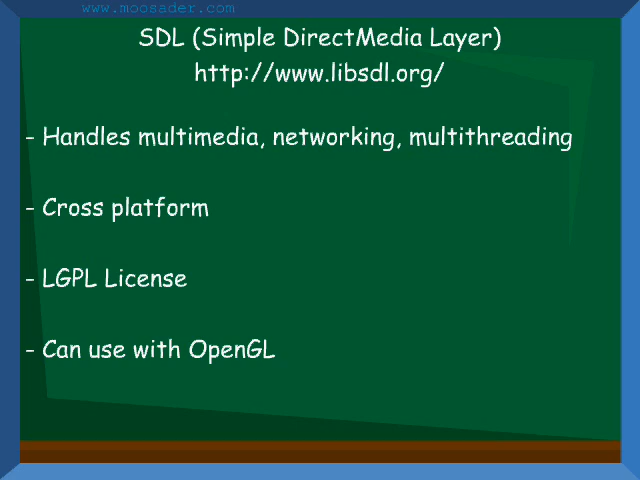 www.moosader.com
SDL (Simple DirectMedia Layer)
http://www.libsdl.org/
- Handles multimedia, networking, multithreading
- Cross platform
- LGPL License
- Can use with OpenGL